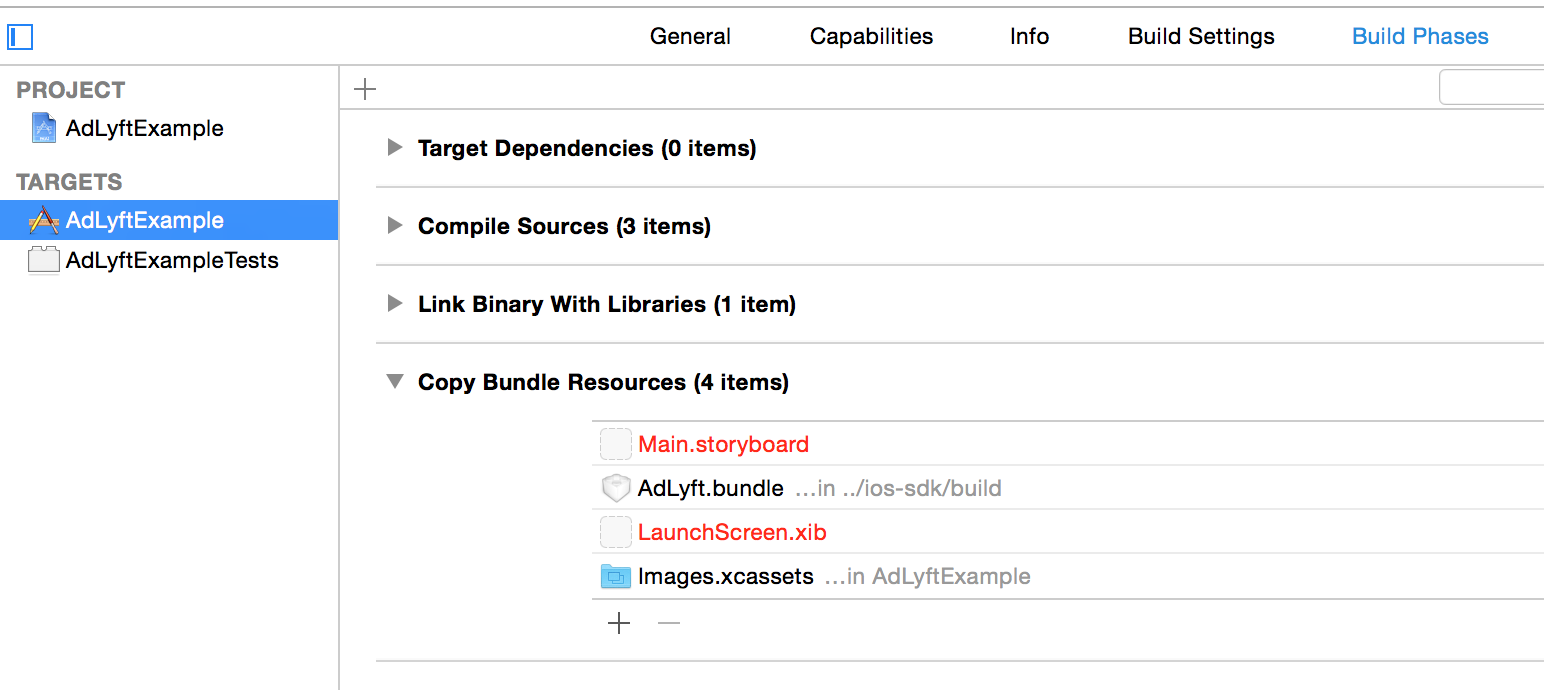 General Capabilities Info Build Settings Build Phases
PROJECT
AdLyftExample
TARGETS
AdLyftExample
AdLyftExampleTests
Target Dependencies (0 items)
Compile Sources (3 items)
Link Binary With Libraries (1 item)
Copy Bundle Resources (4 items)
Main.storyboard
AdLyft.bundle ...in ../ios-sdk/build
LaunchScreen.xib
Images.xcassets ...in AdLyftExample